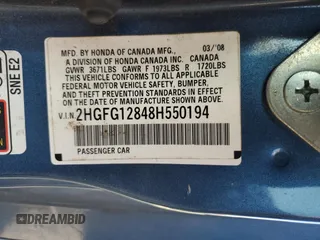 MFD. BY HONDA OF CANADA MFG., 03/'08
A DIVISION OF HONDA CANADA INC. CANADA
GVWR 3671LBS GAWR F 1973LBS R 1720LBS
THIS VEHICLE CONFORMS TO ALL APPLICABLE
FEDERAL MOTOR VEHICLE SAFETY, BUMPER,
AND THEFT PREVENTION STANDARDS IN EFFECT
ON THE DATE OF MANUFACTURE SHOWN ABOVE.
V.I.N. 2HGFG12848H550194
PASSENGER CAR
SNE E2
DREAMBID